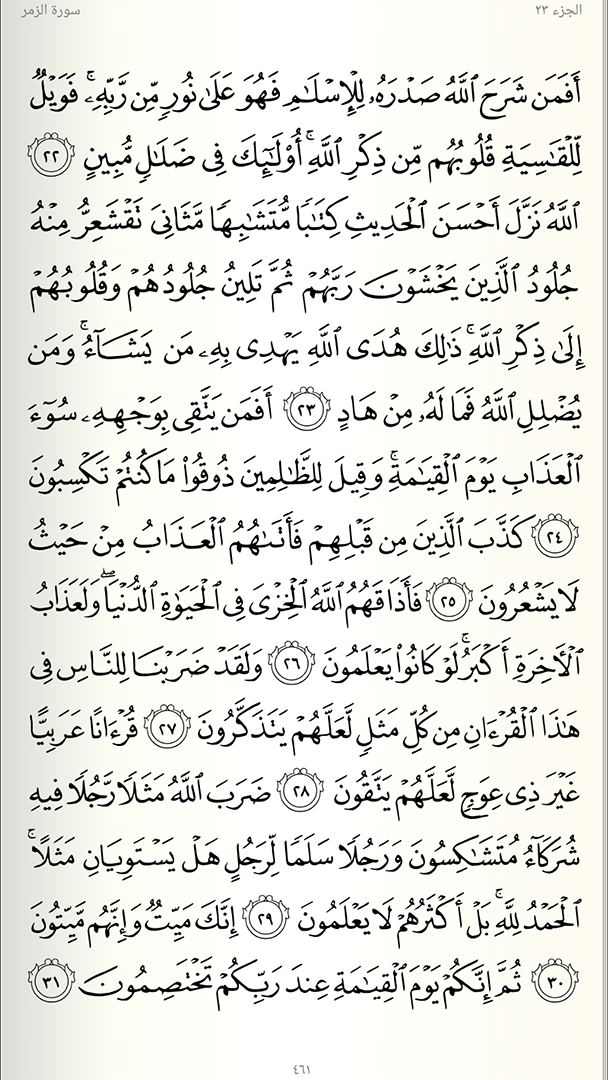 الجزء ٢٣
سورة الزمر
أَفَمَن شَرَحَ ٱللَّهُ صَدْرَهُۥ لِلْإِسْلَٰمِ فَهُوَ عَلَىٰ نُورٍ مِّن رَّبِّهِۦ ۚ فَوَيْلٌ
لِّلْقَٰسِيَةِ قُلُوبُهُم مِّن ذِكْرِ ٱللَّهِ ۚ أُو۟لَٰٓئِكَ فِى ضَلَٰلٍ مُّبِينٍ ٢٢
ٱللَّهُ نَزَّلَ أَحْسَنَ ٱلْحَدِيثِ كِتَٰبًا مُّتَشَٰبِهًا مَّثَانِىَ تَقْشَعِرُّ مِنْهُ
جُلُودُ ٱلَّذِينَ يَخْشَوْنَ رَبَّهُمْ ثُمَّ تَلِينُ جُلُودُهُمْ وَقُلُوبُهُمْ
إِلَىٰ ذِكْرِ ٱللَّهِ ۚ ذَٰلِكَ هُدَى ٱللَّهِ يَهْدِى بِهِۦ مَن يَشَآءُ ۚ وَمَن
يُضْلِلِ ٱللَّهُ فَمَا لَهُۥ مِنْ هَادٍ ٢٣ أَفَمَن يَتَّقِى بِوَجْهِهِۦ سُوٓءَ
ٱلْعَذَابِ يَوْمَ ٱلْقِيَٰمَةِ ۚ وَقِيلَ لِلظَّٰلِمِينَ ذُوقُوا۟ مَا كُنتُمْ تَكْسِبُونَ
٢٤ كَذَّبَ ٱلَّذِينَ مِن قَبْلِهِمْ فَأَتَىٰهُمُ ٱلْعَذَابُ مِنْ حَيْثُ
لَا يَشْعُرُونَ ٢٥ فَأَذَاقَهُمُ ٱللَّهُ ٱلْخِزْىَ فِى ٱلْحَيَوٰةِ ٱلدُّنْيَا ۖ وَلَعَذَابُ
ٱلْءَاخِرَةِ أَكْبَرُ ۚ لَوْ كَانُوا۟ يَعْلَمُونَ ٢٦ وَلَقَدْ ضَرَبْنَا لِلنَّاسِ فِى
هَٰذَا ٱلْقُرْءَانِ مِن كُلِّ مَثَلٍ لَّعَلَّهُمْ يَتَذَكَّرُونَ ٢٧ قُرْءَانًا عَرَبِيًّا
غَيْرَ ذِى عِوَجٍ لَّعَلَّهُمْ يَتَّقُونَ ٢٨ ضَرَبَ ٱللَّهُ مَثَلًا رَّجُلًا فِيهِ
شُرَكَآءُ مُتَشَٰكِسُونَ وَرَجُلًا سَلَمًا لِّرَجُلٍ هَلْ يَسْتَوِيَانِ مَثَلًا ۚ
ٱلْحَمْدُ لِلَّهِ ۚ بَلْ أَكْثَرُهُمْ لَا يَعْلَمُونَ ٢٩ إِنَّكَ مَيِّتٌ وَإِنَّهُم مَّيِّتُونَ
٣٠ ثُمَّ إِنَّكُمْ يَوْمَ ٱلْقِيَٰمَةِ عِندَ رَبِّكُمْ تَخْتَصِمُونَ ٣١
٤٦١